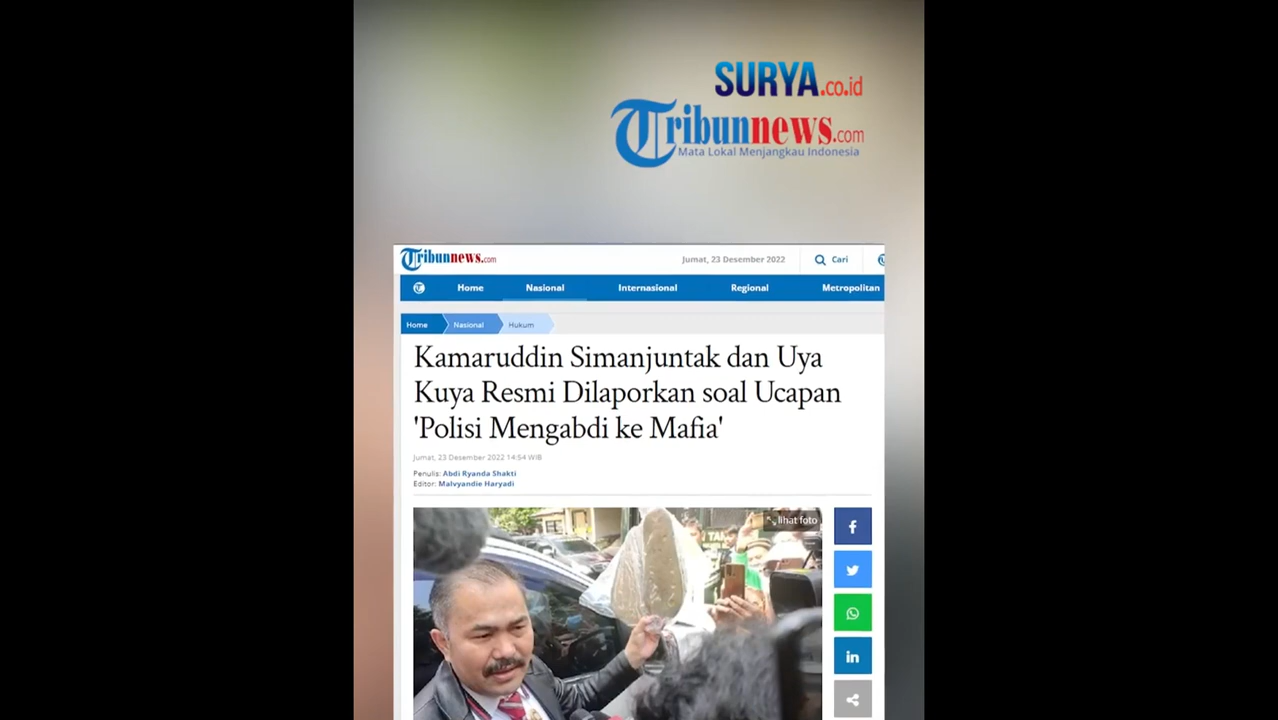 SURYA.co.id
Tribunnews.com
Mata Lokal Menjangkau Indonesia
Tribunnews.com
Jumat, 23 Desember 2022
Cari
Home Nasional Internasional Regional Metropolitan
Home Nasional Hukum
Kamaruddin Simanjuntak dan Uya
Kuya Resmi Dilaporkan soal Ucapan
'Polisi Mengabdi ke Mafia'
Jumat, 23 Desember 2022 14:54 WIB
Penulis: Abdi Ryanda Shakti
Editor: Malvyandie Haryadi
lihat foto